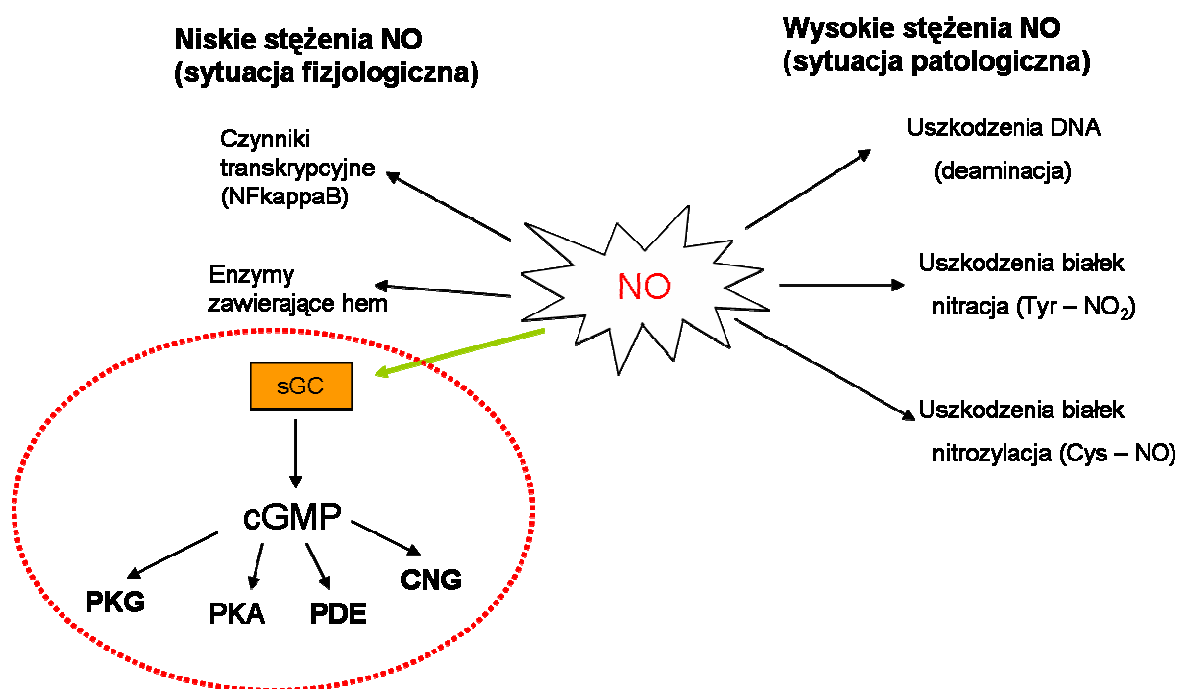 Niskie stężenia NO
(sytuacja fizjologiczna)
Wysokie stężenia NO
(sytuacja patologiczna)
Czynniki
transkrypcyjne
(NFkappaB)
Uszkodzenia DNA
(deaminacja)
Enzymy
zawierające hem
NO
Uszkodzenia białek
nitracja (Tyr – NO₂)
sGC
Uszkodzenia białek
nitrozylacja (Cys – NO)
cGMP
PKG
PKA
PDE
CNG